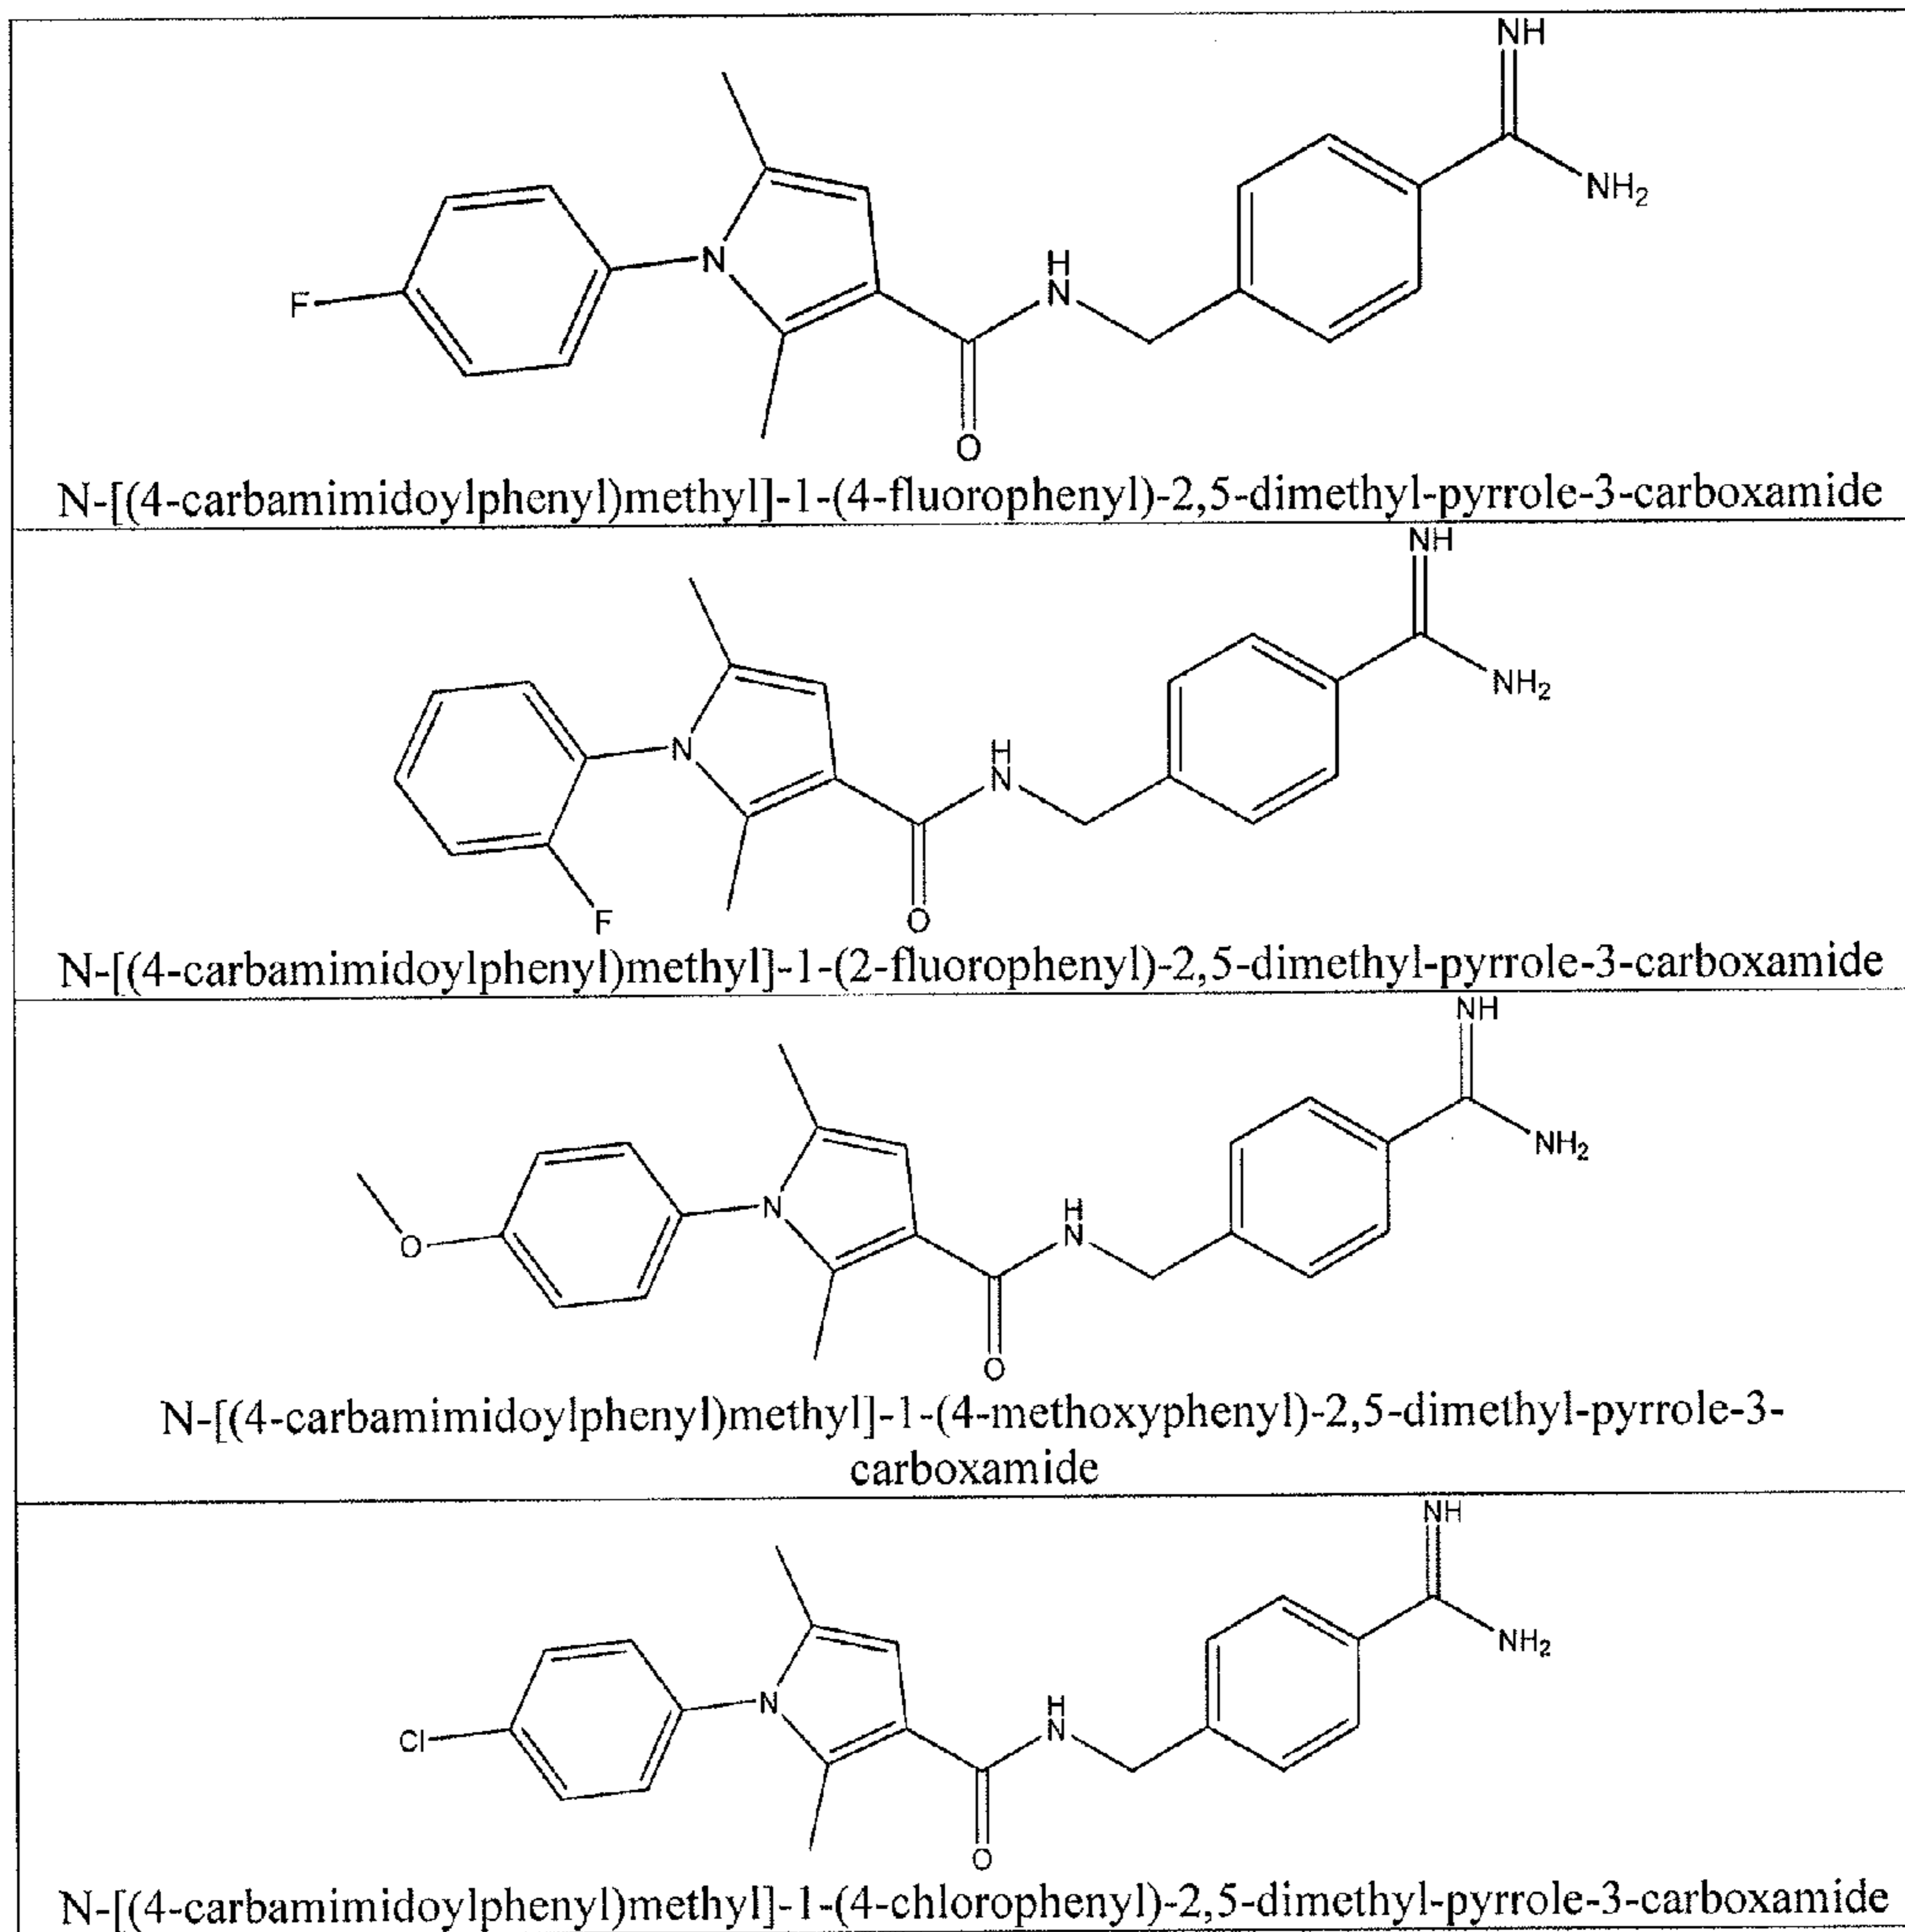 NH
NH2
N
H
N
F
O
N-[(4-carbamimidoylphenyl)methyl]-1-(4-fluorophenyl)-2,5-dimethyl-pyrrole-3-carboxamide
NH
NH2
N
H
N
F
O
N-[(4-carbamimidoylphenyl)methyl]-1-(2-fluorophenyl)-2,5-dimethyl-pyrrole-3-carboxamide
NH
NH2
N
H
N
O
O
N-[(4-carbamimidoylphenyl)methyl]-1-(4-methoxyphenyl)-2,5-dimethyl-pyrrole-3-
carboxamide
NH
NH2
N
H
N
Cl
O
N-[(4-carbamimidoylphenyl)methyl]-1-(4-chlorophenyl)-2,5-dimethyl-pyrrole-3-carboxamide